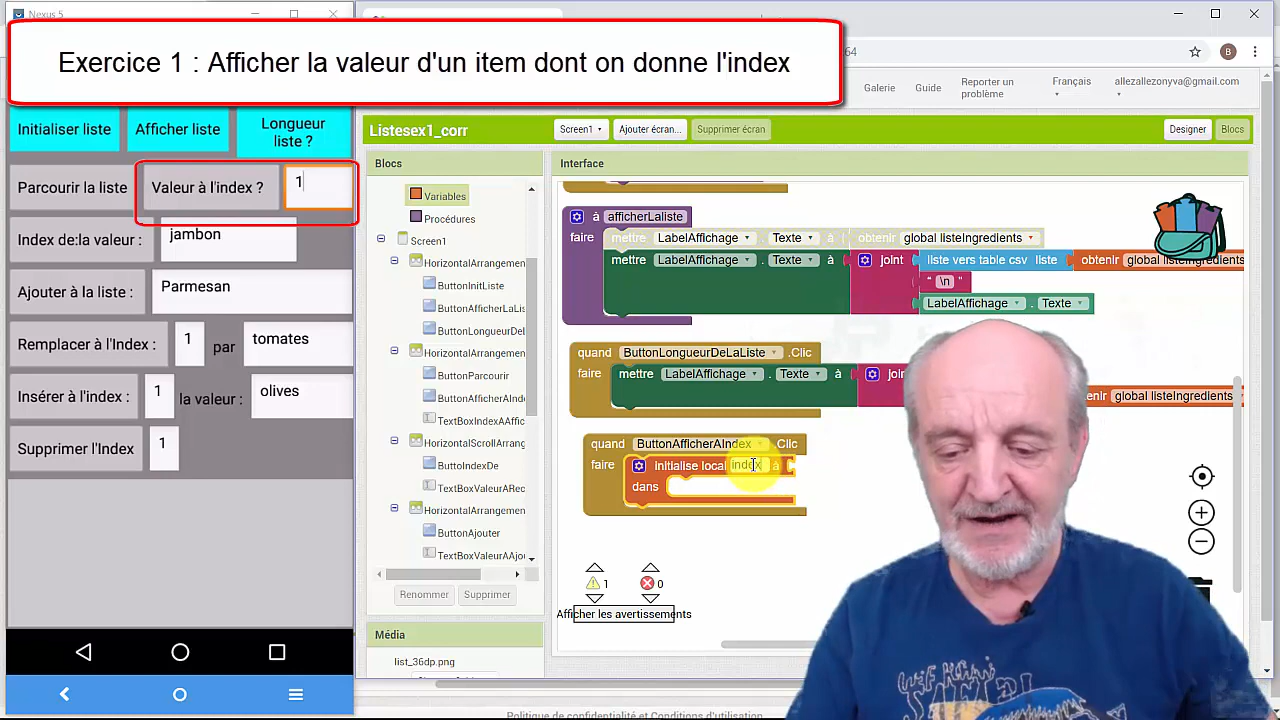 Nexus 5
Exercice 1 : Afficher la valeur d'un item dont on donne l'index
64
B
Galerie
Guide
Reporter un
problème
Français
allezallezonyva@gmail.com
Initialiser liste
Afficher liste
Longueur
liste ?
Parcourir la liste
Valeur à l'index ?
1
Index de:la valeur :
jambon
Ajouter à la liste :
Parmesan
Remplacer à l'Index :
1
par
tomates
Insérer à l'index :
1
la valeur :
olives
Supprimer l'Index
1
Listesex1_corr
Screen1
Ajouter écran...
Supprimer écran
Designer
Blocs
Blocs
Variables
Procédures
Screen1
HorizontalArrangemen
ButtonInitListe
ButtonAfficherLaLis
ButtonLongueurDel
HorizontalArrangemen
ButtonParcourir
ButtonAfficherAInde
TextBoxIndexAAffic
HorizontalScrollArrang
ButtoIndexDe
TextBoxValeurARec
HorizontalArrangemen
ButtonAjouter
TextBoxValeurAAjou
Renommer
Supprimer
Média
list_36dp.png
Interface
à afficherLaliste
faire
mettre LabelAffichage . Texte à obtenir global listeIngredients
mettre LabelAffichage . Texte à joint liste vers table csv liste obtenir global listeIngredients
" \n "
LabelAffichage . Texte
quand ButtonLongueurDeLaListe .Clic
faire mettre LabelAffichage . Texte à joint
enir global listeIngredients
quand ButtonAfficherAIndex .Clic
faire initialise local index à
dans
1
0
Afficher les avertissements
Politique de confidentialité et Conditions d'utilisation